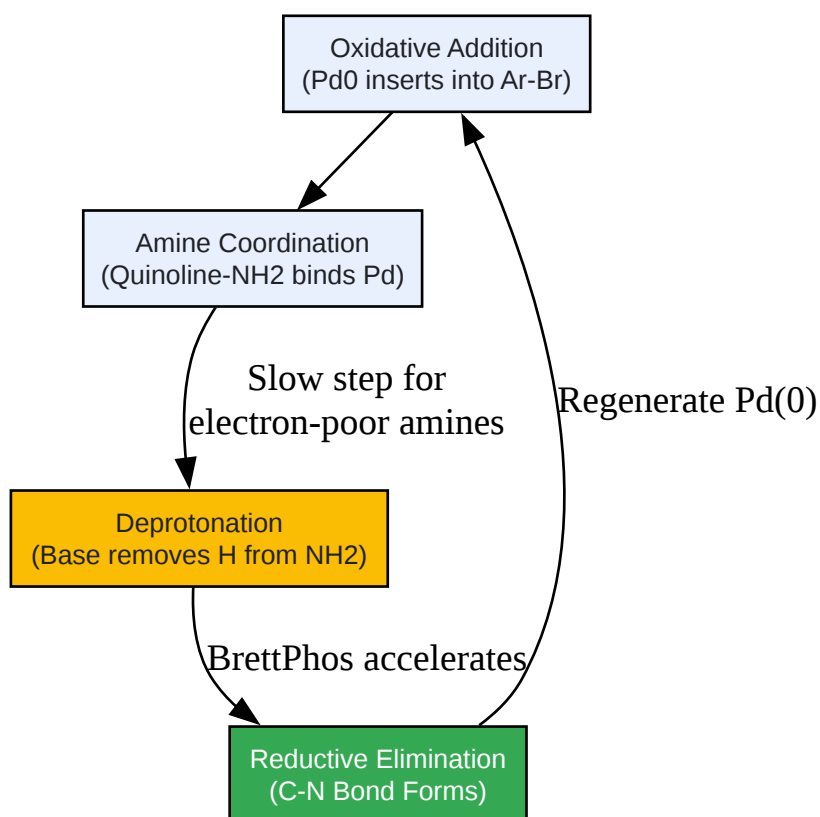 Oxidative Addition
(Pd0 inserts into Ar-Br)
Amine Coordination
(Quinoline-NH2 binds Pd)
Slow step for
electron-poor amines
Regenerate Pd(0)
Deprotonation
(Base removes H from NH2)
BrettPhos accelerates
Reductive Elimination
(C-N Bond Forms)